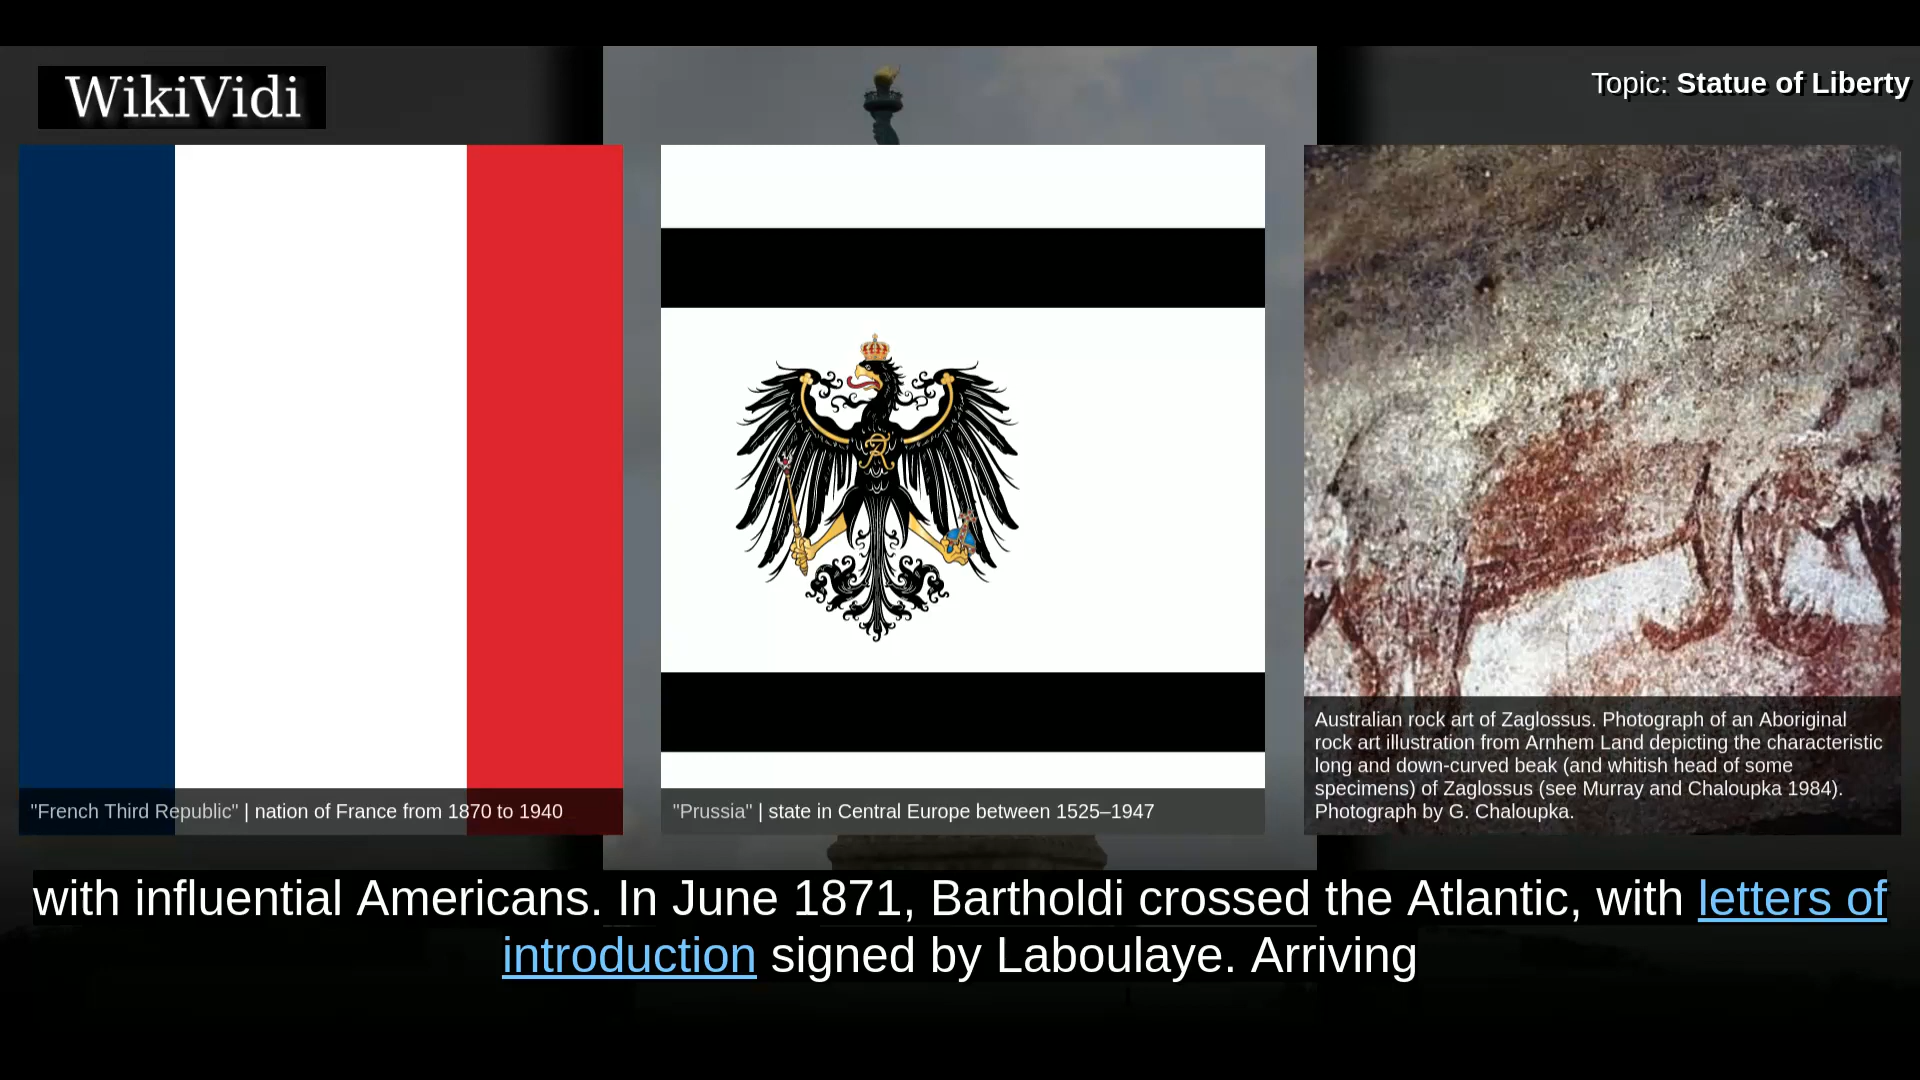 WikiVidi
Topic: Statue of Liberty
"French Third Republic" | nation of France from 1870 to 1940
"Prussia" | state in Central Europe between 1525–1947
Australian rock art of Zaglossus. Photograph of an Aboriginal
rock art illustration from Arnhem Land depicting the characteristic
long and down-curved beak (and whitish head of some
specimens) of Zaglossus (see Murray and Chaloupka 1984).
Photograph by G. Chaloupka.
with influential Americans. In June 1871, Bartholdi crossed the Atlantic, with letters of
introduction signed by Laboulaye. Arriving